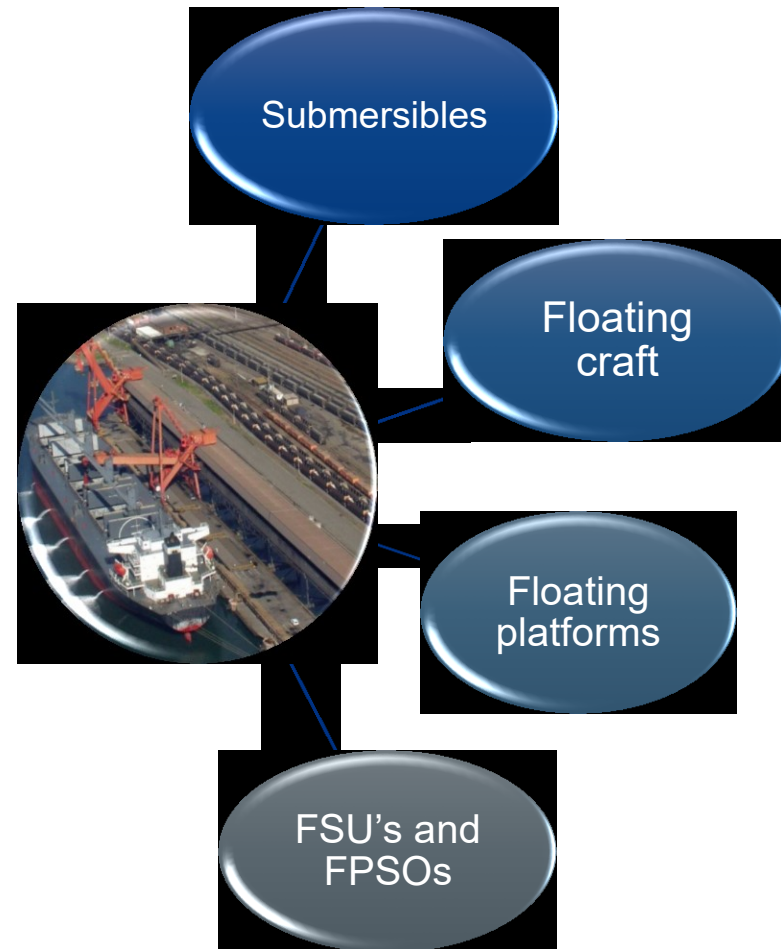 Submersibles
Floating
craft
Floating
platforms
FSU’s and
FPSOs